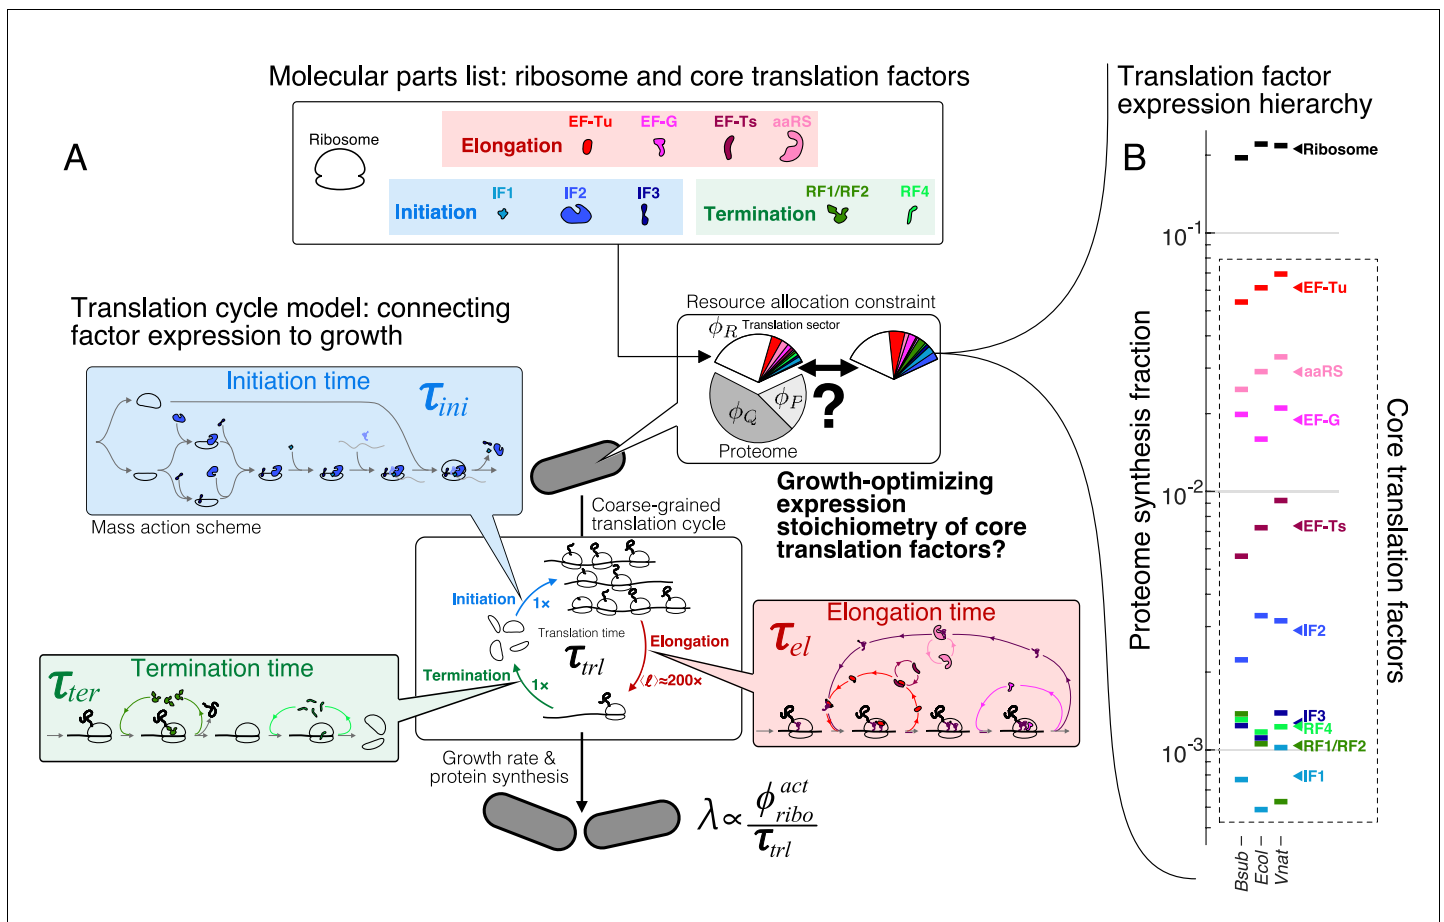 Molecular parts list: ribosome and core translation factors
A
Ribosome
EF-Tu EF-G EF-Ts aaRS
Elongation
IF1 IF2 IF3
Initiation
RF1/RF2 RF4
Termination
Translation cycle model: connecting
factor expression to growth
Resource allocation constraint
ϕR Translation sector
ϕQ
ϕP
?
Proteome
Growth-optimizing
expression
stoichiometry of core
translation factors?
Initiation time
τini
Mass action scheme
Coarse-grained
translation cycle
Initiation
1×
Translation time
τtrl
Elongation
⟨ℓ⟩≈200×
Termination
1×
Termination time
τter
Elongation time
τel
Growth rate &
protein synthesis
λ ∝ ϕ^act_ribo / τtrl
Translation factor
expression hierarchy
B
Proteome synthesis fraction
10^-1
10^-2
10^-3
Ribosome
EF-Tu
aaRS
EF-G
EF-Ts
IF2
IF3
RF4
RF1/RF2
IF1
Core translation factors
Bsub
Ecol
Vnat